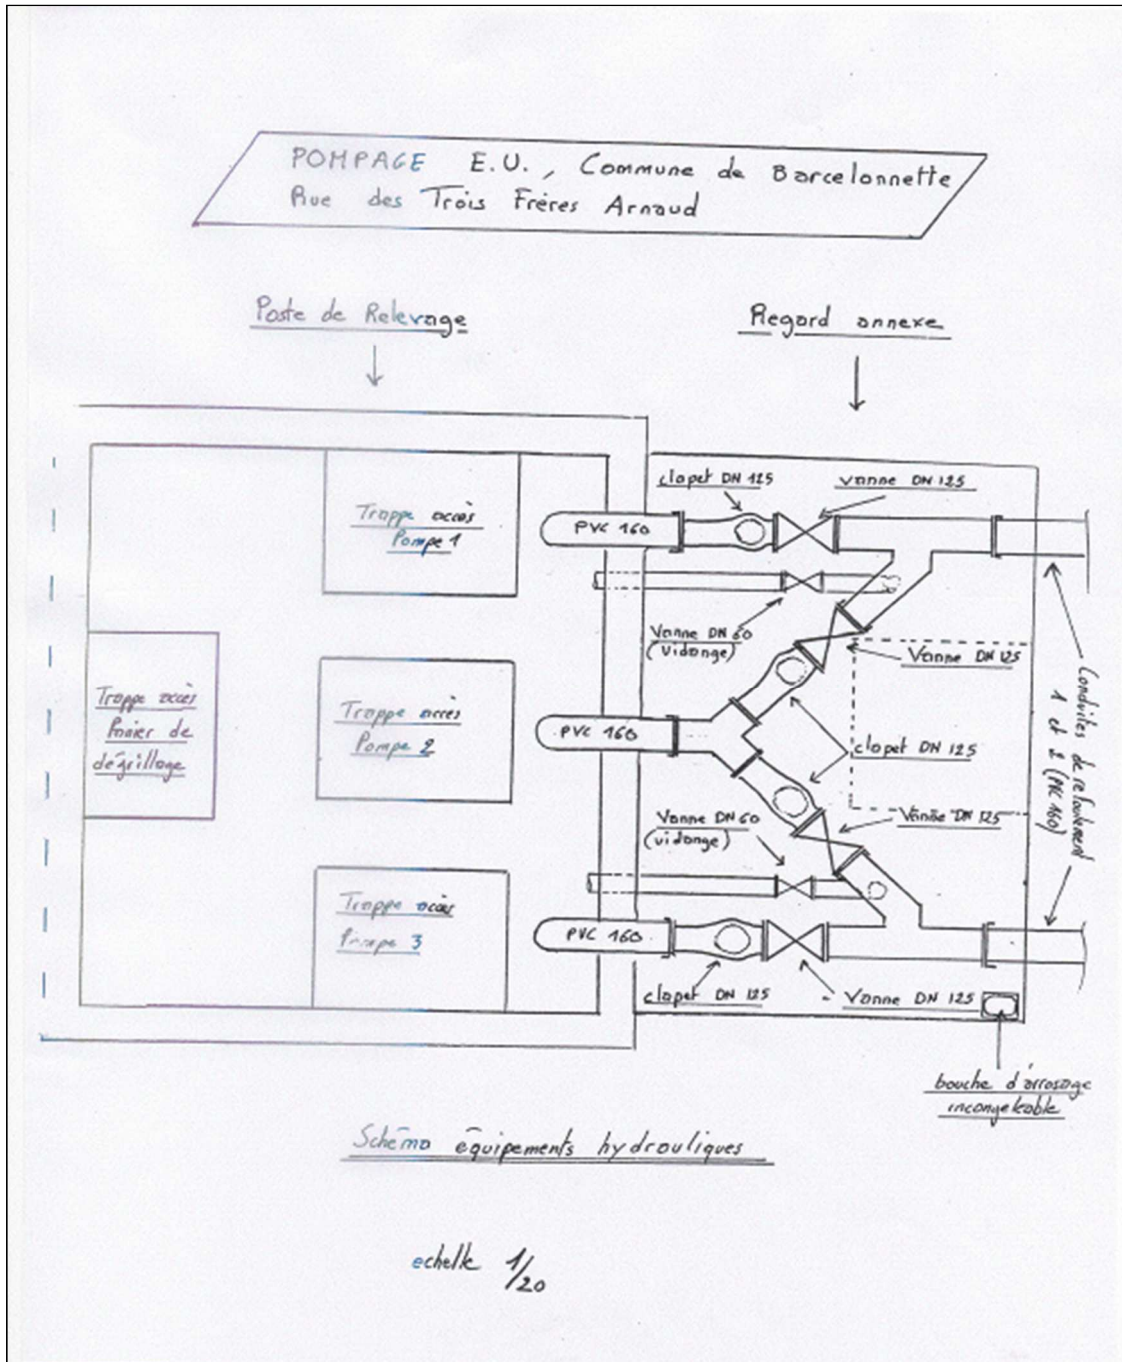 POMPAGE E.U., Commune de Barcelonnette
Rue des Trois Frères Arnaud
Poste de Relevage
Regard annexe
clapet DN 125
vanne DN 125
Trappe accès
Pompe 1
PVC 160
Vanne DN 60
(vidange)
Vanne DN 125
Trappe accès
Panier de
dégrillage
Trappe accès
Pompe 2
PVC 160
clapet DN 125
Conduites de refoulement
1 et 2 (PVC 160)
Vanne DN 60
(vidange)
Vanne DN 125
Trappe accès
Pompe 3
PVC 160
clapet DN 125
Vanne DN 125
bouche d'arrosage
incongelable
Schéma équipements hydrauliques
echelle 1/20